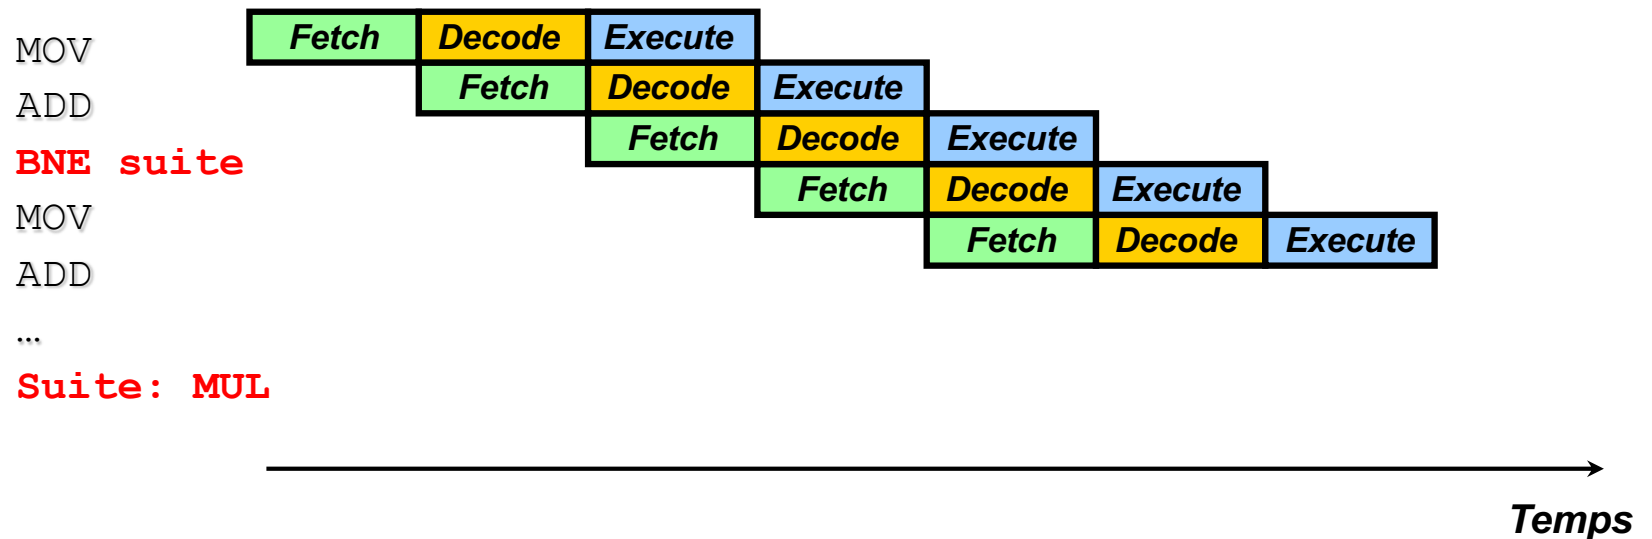 MOV Fetch Decode Execute
ADD Fetch Decode Execute
BNE suite Fetch Decode Execute
MOV Fetch Decode Execute
ADD Fetch Decode Execute
…
Suite: MUL
Temps